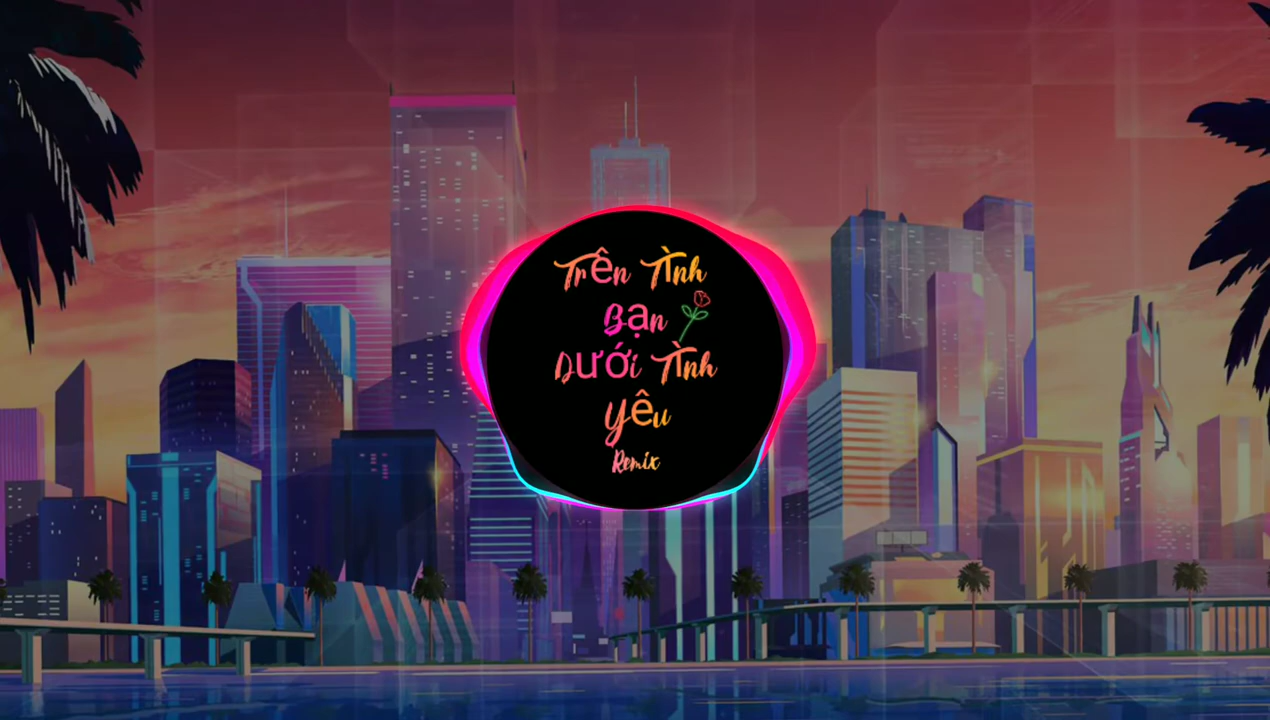 Trên Tình
Bạn
Dưới Tình
Yêu
Remix